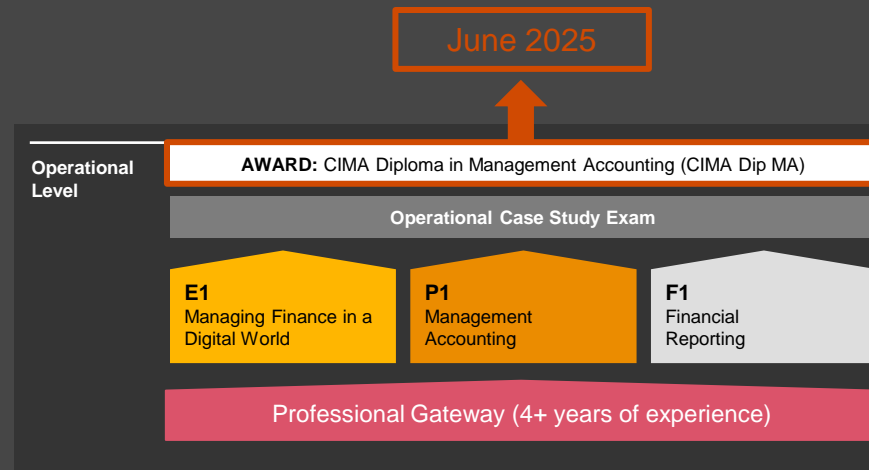 June 2025
Operational
Level
AWARD: CIMA Diploma in Management Accounting (CIMA Dip MA)
Operational Case Study Exam
E1
Managing Finance in a
Digital World
P1
Management
Accounting
F1
Financial
Reporting
Professional Gateway (4+ years of experience)